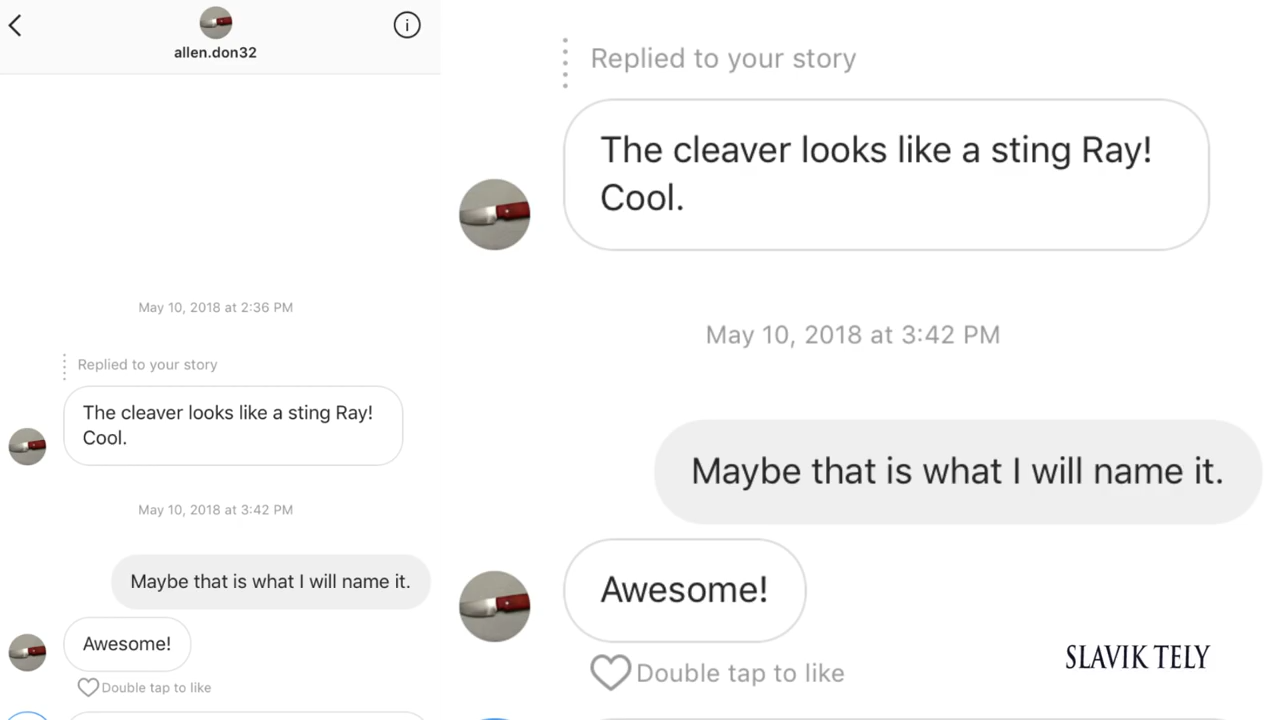 allen.don32
May 10, 2018 at 2:36 PM
Replied to your story
The cleaver looks like a sting Ray!
Cool.
May 10, 2018 at 3:42 PM
Maybe that is what I will name it.
Awesome!
Double tap to like
Replied to your story
The cleaver looks like a sting Ray!
Cool.
May 10, 2018 at 3:42 PM
Maybe that is what I will name it.
Awesome!
Double tap to like
SLAVIK TELY